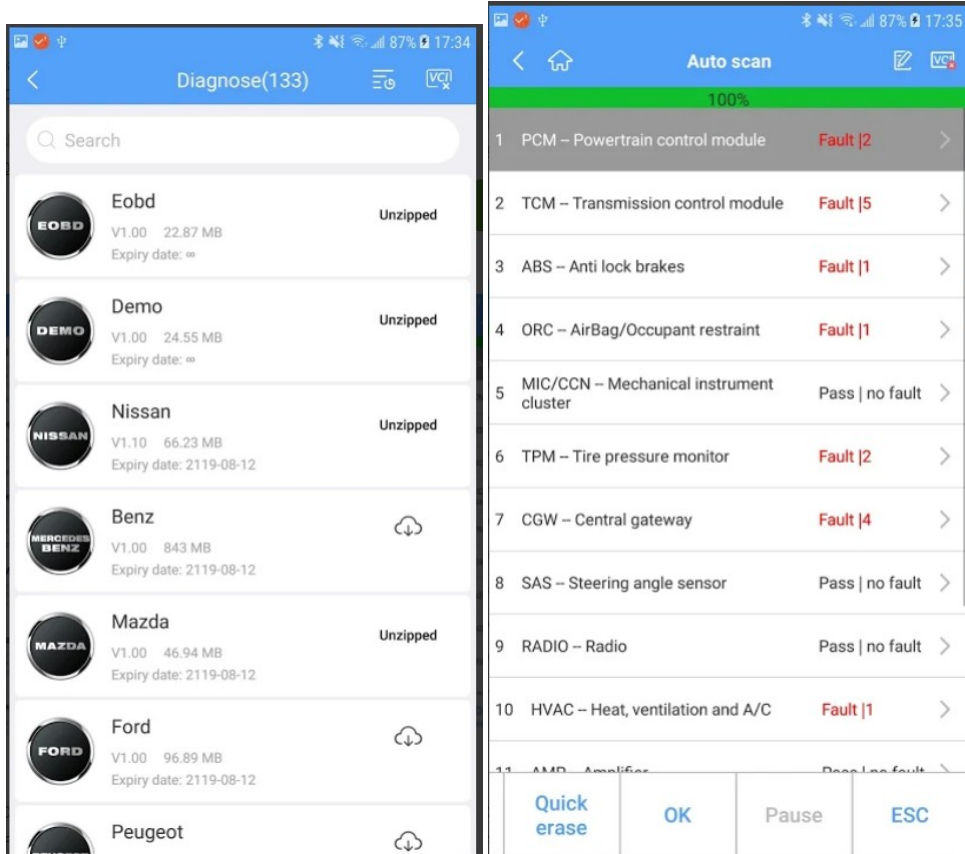 87% 17:34
Diagnose(133)
VCI
Search
EOBD
Eobd
V1.00 22.87 MB
Expiry date: ∞
Unzipped
DEMO
Demo
V1.00 24.55 MB
Expiry date: ∞
Unzipped
NISSAN
Nissan
V1.10 66.23 MB
Expiry date: 2119-08-12
Unzipped
MERCEDES
BENZ
Benz
V1.00 843 MB
Expiry date: 2119-08-12
MAZDA
Mazda
V1.00 46.94 MB
Expiry date: 2119-08-12
Unzipped
FORD
Ford
V1.00 96.89 MB
Expiry date: 2119-08-12
Peugeot
87% 17:35
Auto scan
100%
1 PCM -- Powertrain control module Fault |2
2 TCM -- Transmission control module Fault |5
3 ABS -- Anti lock brakes Fault |1
4 ORC -- AirBag/Occupant restraint Fault |1
5 MIC/CCN -- Mechanical instrument
cluster Pass | no fault
6 TPM -- Tire pressure monitor Fault |2
7 CGW -- Central gateway Fault |4
8 SAS -- Steering angle sensor Pass | no fault
9 RADIO -- Radio Pass | no fault
10 HVAC -- Heat, ventilation and A/C Fault |1
11 AMP -- Amplifier Pass | no fault
Quick
erase
OK
Pause
ESC